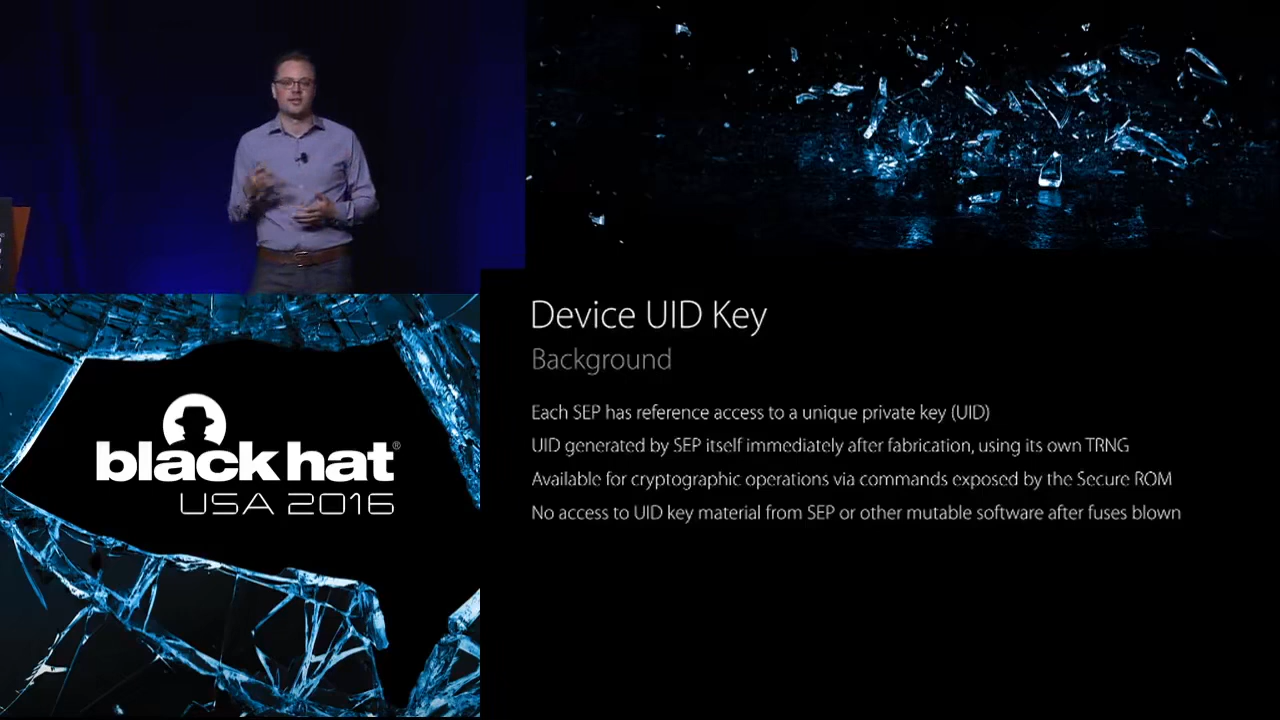 black hat®
USA 2016
Device UID Key
Background
Each SEP has reference access to a unique private key (UID)
UID generated by SEP itself immediately after fabrication, using its own TRNG
Available for cryptographic operations via commands exposed by the Secure ROM
No access to UID key material from SEP or other mutable software after fuses blown